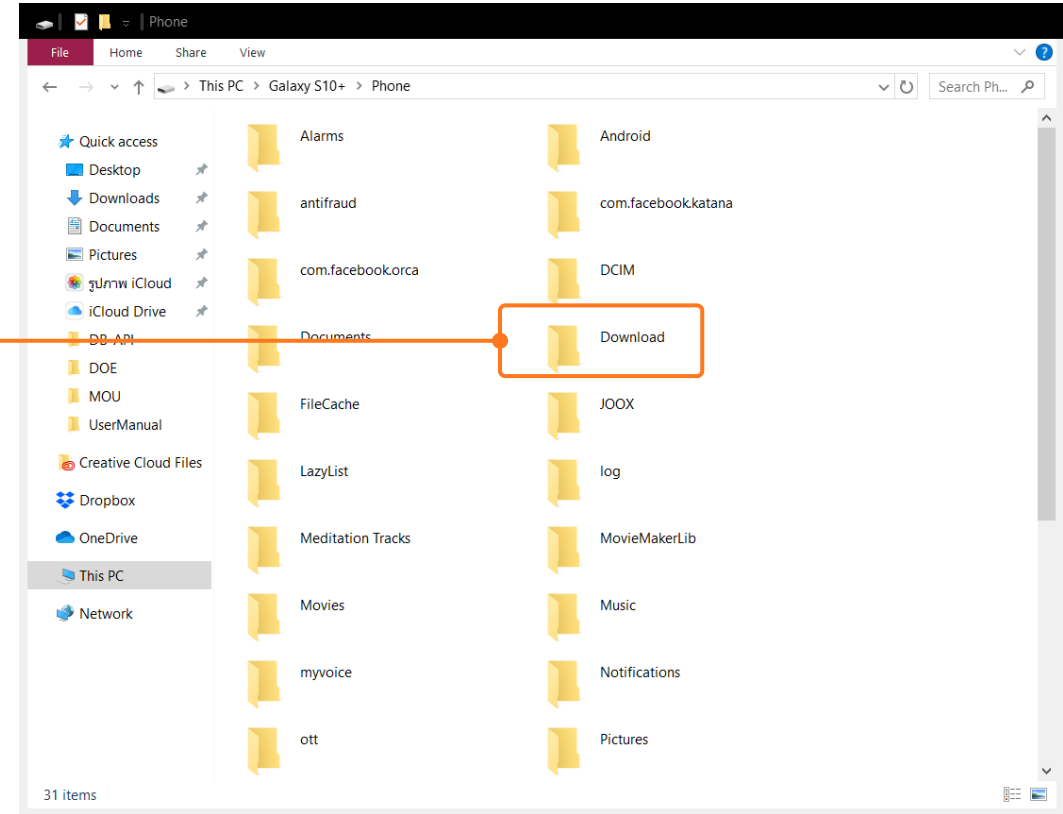 Phone
File Home Share View
This PC > Galaxy S10+ > Phone
Search Ph...
Quick access
Desktop
Downloads
Documents
Pictures
รูปภาพ iCloud
iCloud Drive
DB-API
DOE
MOU
UserManual
Creative Cloud Files
Dropbox
OneDrive
This PC
Network
Alarms
Android
antifraud
com.facebook.katana
com.facebook.orca
DCIM
Documents
Download
FileCache
JOOX
LazyList
log
Meditation Tracks
MovieMakerLib
Movies
Music
myvoice
Notifications
ott
Pictures
31 items